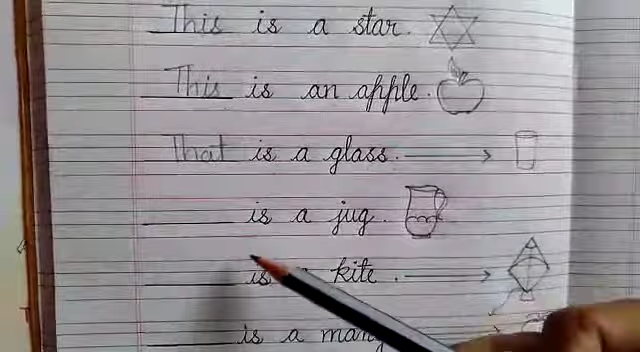 This is a star.
This is an apple.
That is a glass.
is a jug.
is kite.
is a